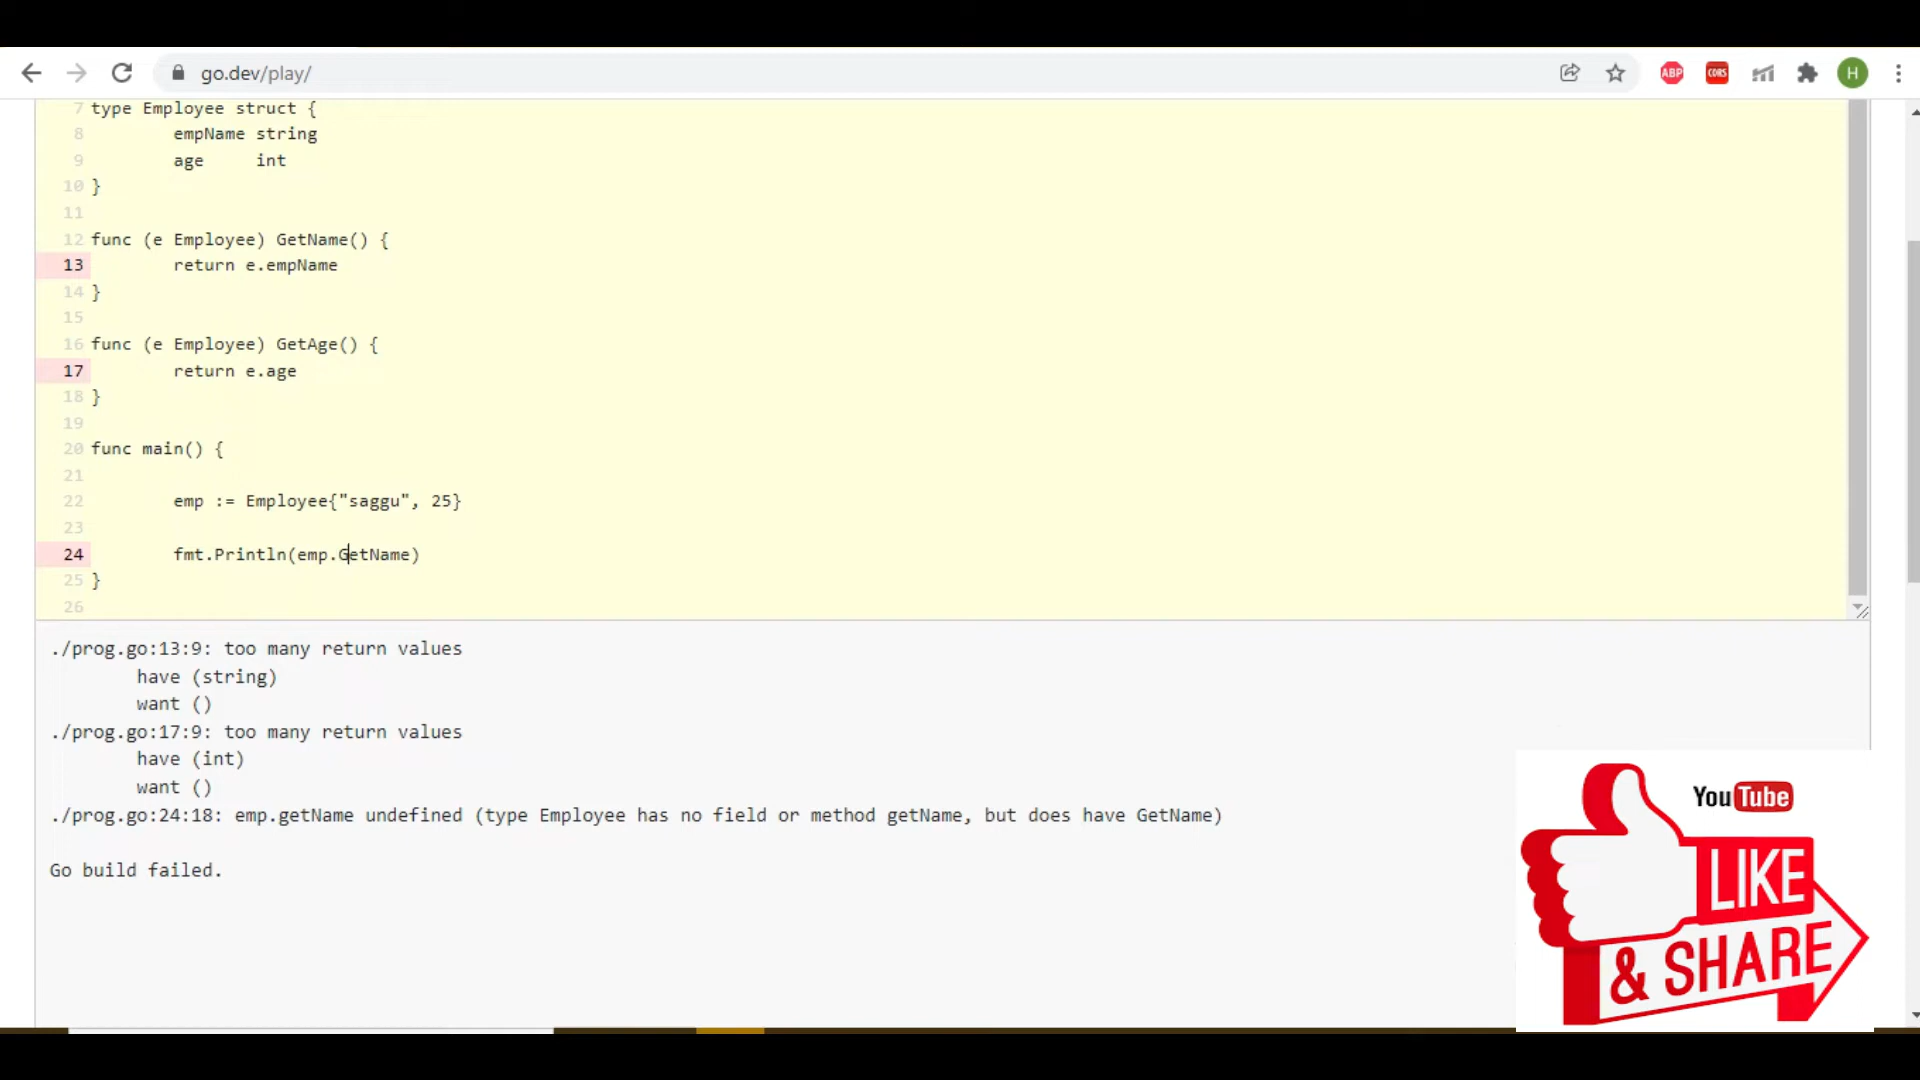 go.dev/play/
ABP
CORS
H
7 type Employee struct {
8 empName string
9 age int
10 }
11
12 func (e Employee) GetName() {
13 return e.empName
14 }
15
16 func (e Employee) GetAge() {
17 return e.age
18 }
19
20 func main() {
21
22 emp := Employee{"saggu", 25}
23
24 fmt.Println(emp.GetName)
25 }
26
./prog.go:13:9: too many return values
have (string)
want ()
./prog.go:17:9: too many return values
have (int)
want ()
./prog.go:24:18: emp.getName undefined (type Employee has no field or method getName, but does have GetName)
Go build failed.
YouTube
LIKE
& SHARE